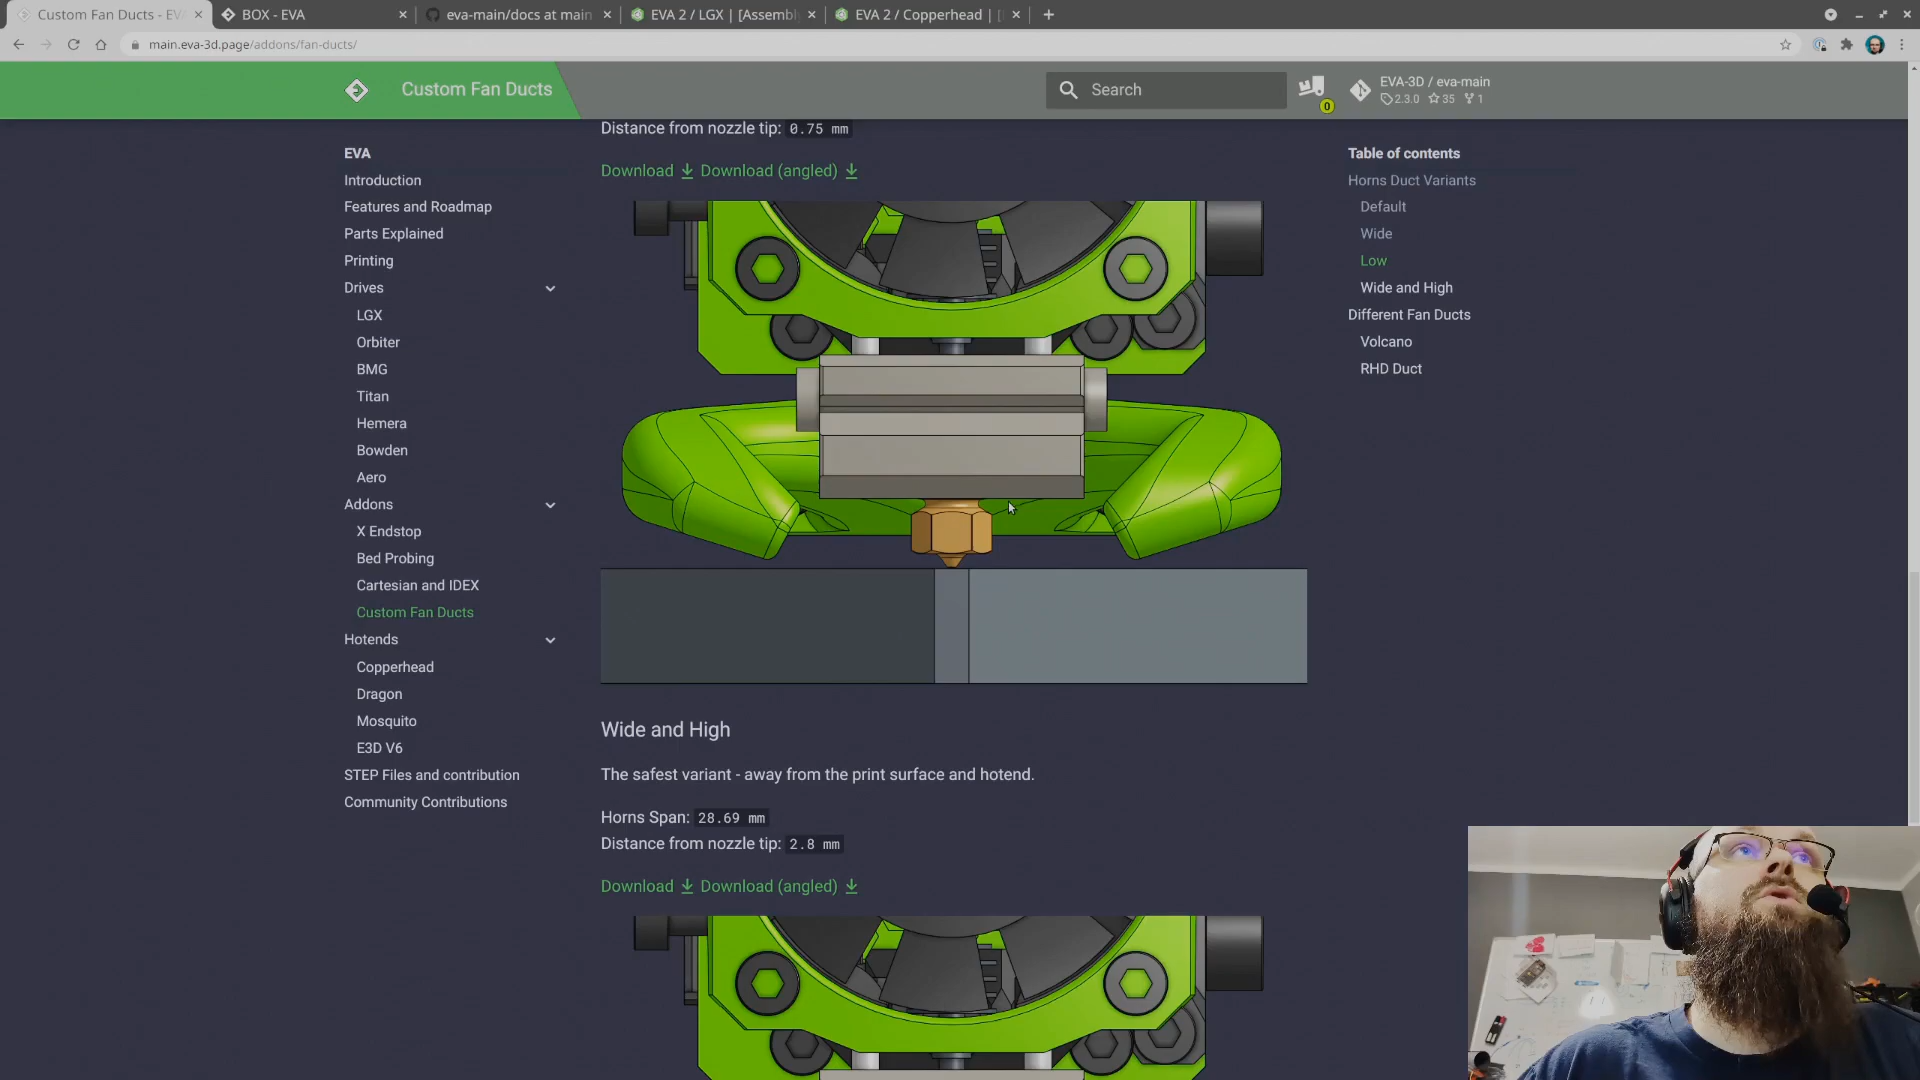 Custom Fan Ducts - EV
BOX - EVA
eva-main/docs at main
EVA 2 / LGX | [Assembl
EVA 2 / Copperhead |
main.eva-3d.page/addons/fan-ducts/
Custom Fan Ducts
Search
0
EVA-3D / eva-main
2.3.0 35 1
EVA
Introduction
Features and Roadmap
Parts Explained
Printing
Drives
LGX
Orbiter
BMG
Titan
Hemera
Bowden
Aero
Addons
X Endstop
Bed Probing
Cartesian and IDEX
Custom Fan Ducts
Hotends
Copperhead
Dragon
Mosquito
E3D V6
STEP Files and contribution
Community Contributions
Distance from nozzle tip: 0.75 mm
Download Download (angled)
Wide and High
The safest variant - away from the print surface and hotend.
Horns Span: 28.69 mm
Distance from nozzle tip: 2.8 mm
Download Download (angled)
Table of contents
Horns Duct Variants
Default
Wide
Low
Wide and High
Different Fan Ducts
Volcano
RHD Duct